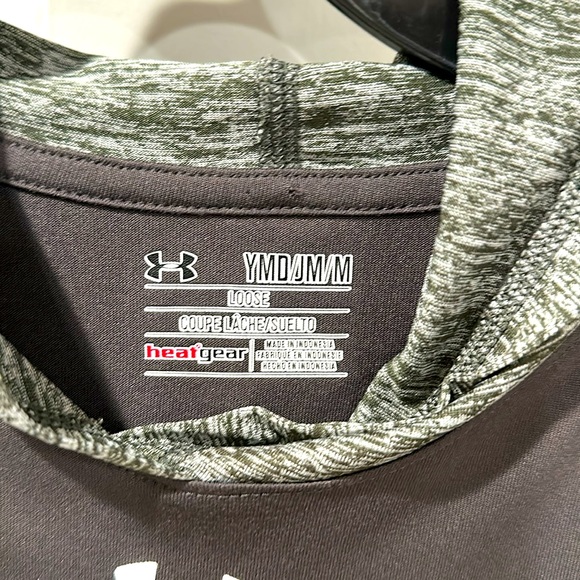 YMD/JM/M
LOOSE
COUPE LÂCHE/SUELTO
heatgear
MADE IN INDONESIA
FABRIQUÉ EN INDONÉSIE
HECHO EN INDONESIA